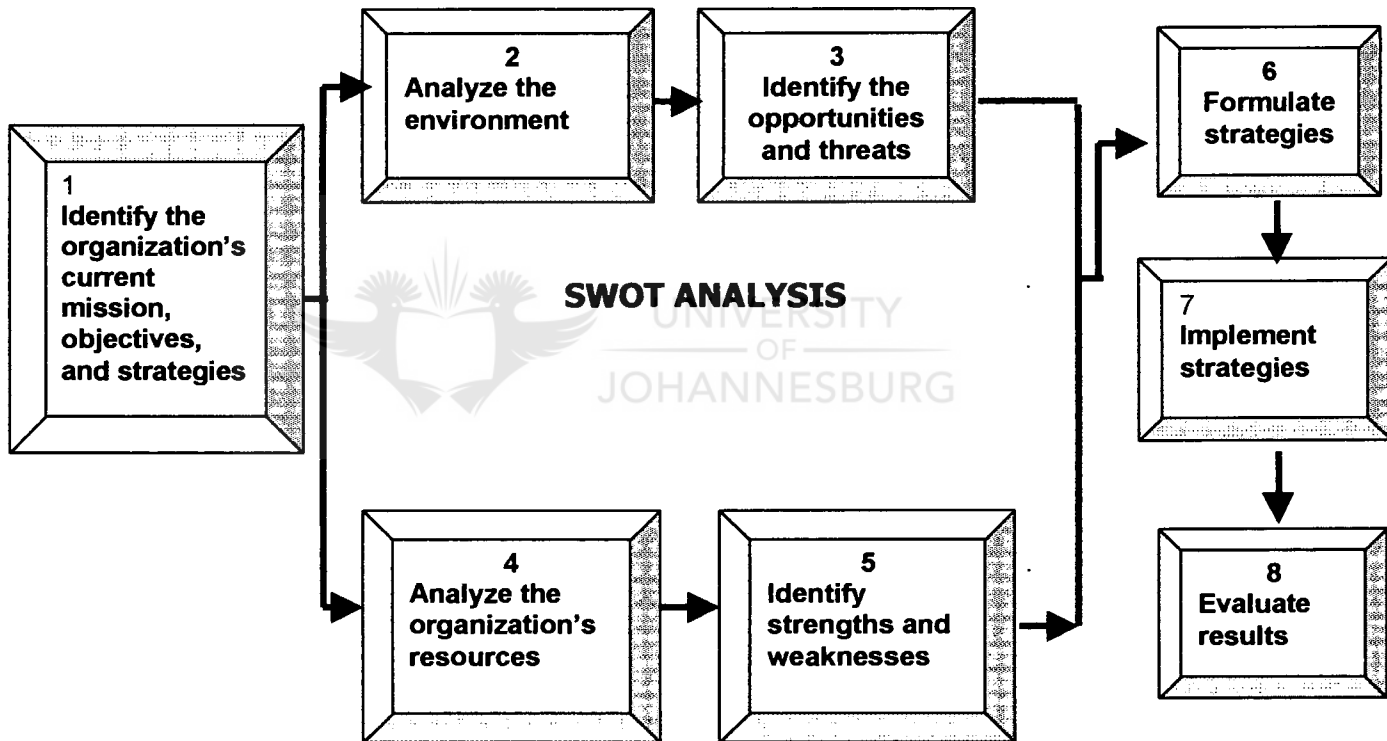 1
Identify the
organization's
current
mission,
objectives,
and strategies
2
Analyze the
environment
3
Identify the
opportunities
and threats
SWOT ANALYSIS
UNIVERSITY
OF
JOHANNESBURG
4
Analyze the
organization's
resources
5
Identify
strengths and
weaknesses
6
Formulate
strategies
7
Implement
strategies
8
Evaluate
results